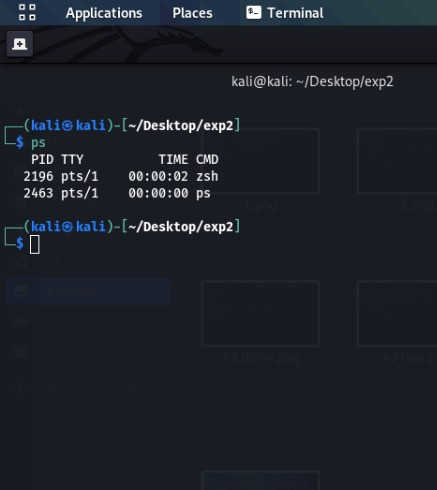 Applications Places Terminal
kali@kali: ~/Desktop/exp2
┌──(kali㉿kali)-[~/Desktop/exp2]
└─$ ps
PID TTY TIME CMD
2196 pts/1 00:00:02 zsh
2463 pts/1 00:00:00 ps
┌──(kali㉿kali)-[~/Desktop/exp2]
└─$